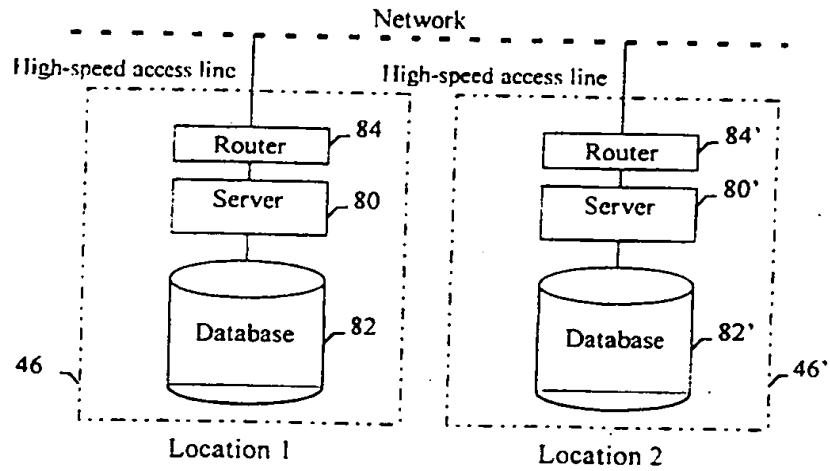 Network
High-speed access line
High-speed access line
Router
84
Server
80
Database
82
46
Location 1
Router
84'
Server
80'
Database
82'
46'
Location 2